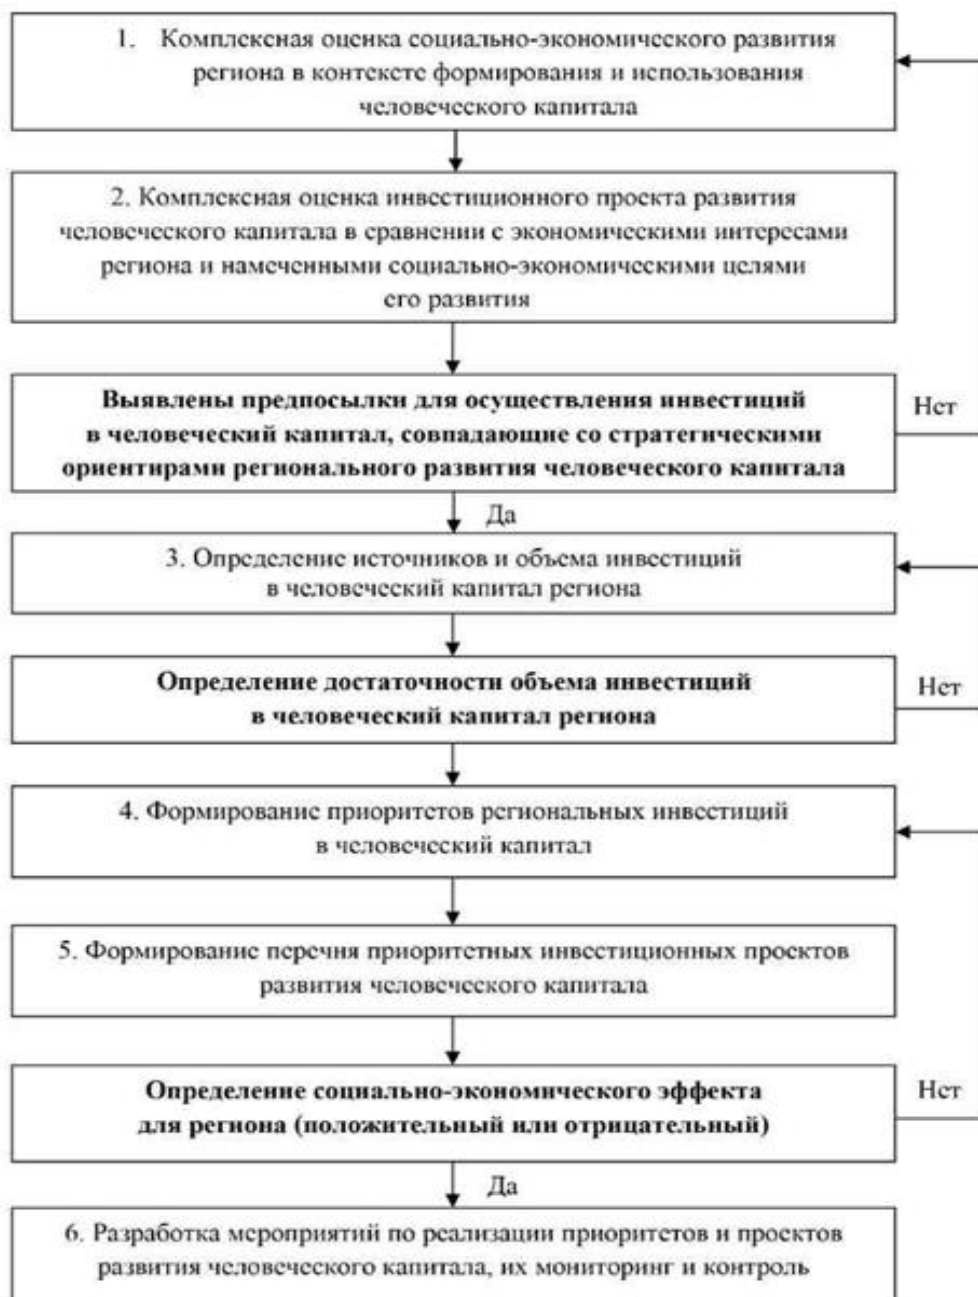 1. Комплексная оценка социально-экономического развития
региона в контексте формирования и использования
человеческого капитала
2. Комплексная оценка инвестиционного проекта развития
человеческого капитала в сравнении с экономическими интересами
региона и намеченными социально-экономическими целями
его развития
Выявлены предпосылки для осуществления инвестиций
в человеческий капитал, совпадающие со стратегическими
ориентирами регионального развития человеческого капитала
Нет
Да
3. Определение источников и объема инвестиций
в человеческий капитал региона
Определение достаточности объема инвестиций
в человеческий капитал региона
Нет
4. Формирование приоритетов региональных инвестиций
в человеческий капитал
5. Формирование перечня приоритетных инвестиционных проектов
развития человеческого капитала
Определение социально-экономического эффекта
для региона (положительный или отрицательный)
Нет
Да
6. Разработка мероприятий по реализации приоритетов и проектов
развития человеческого капитала, их мониторинг и контроль